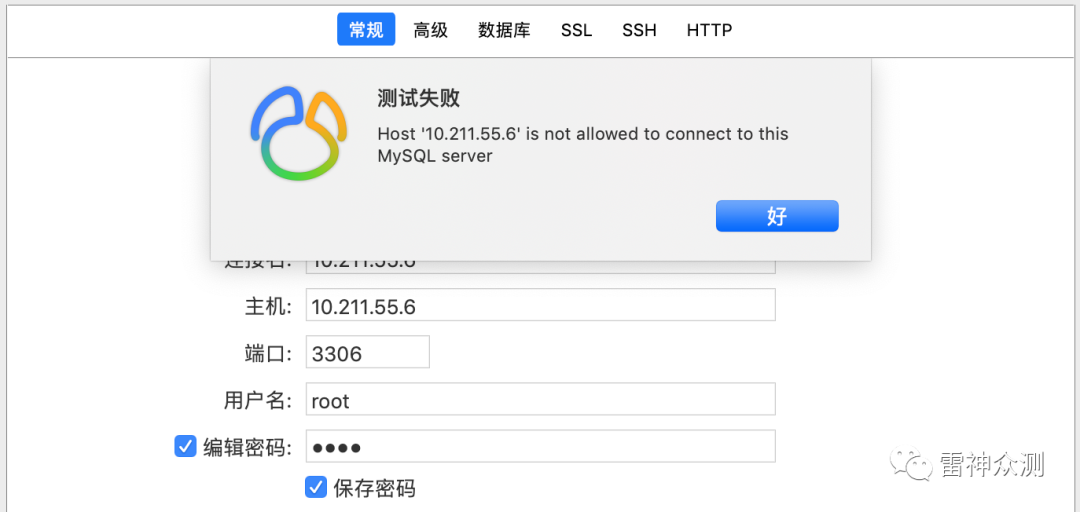 常规 高级 数据库 SSL SSH HTTP
测试失败
Host '10.211.55.6' is not allowed to connect to this
MySQL server
好
连接名: 10.211.55.6
主机: 10.211.55.6
端口: 3306
用户名: root
编辑密码: ●●●●
保存密码
雷神众测